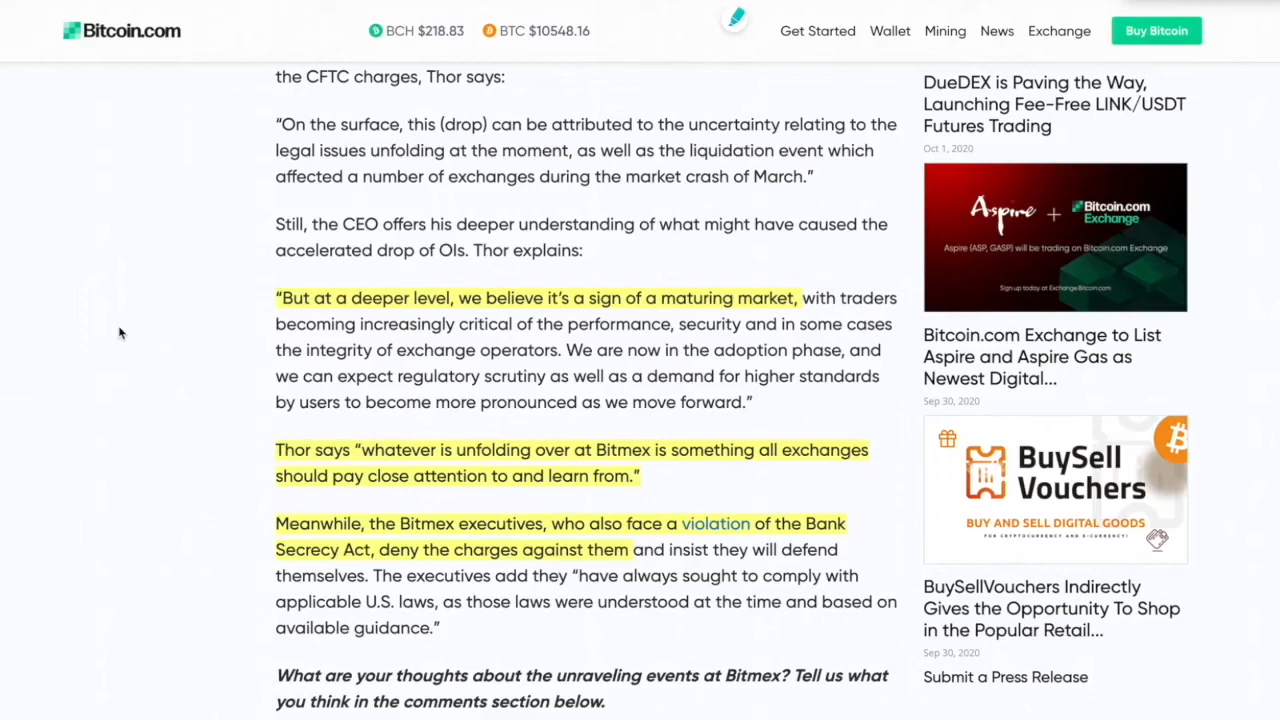 Bitcoin.com
BCH $218.83
BTC $10548.16
Get Started
Wallet
Mining
News
Exchange
Buy Bitcoin
the CFTC charges, Thor says:
“On the surface, this (drop) can be attributed to the uncertainty relating to the
legal issues unfolding at the moment, as well as the liquidation event which
affected a number of exchanges during the market crash of March.”
Still, the CEO offers his deeper understanding of what might have caused the
accelerated drop of OIs. Thor explains:
“But at a deeper level, we believe it’s a sign of a maturing market, with traders
becoming increasingly critical of the performance, security and in some cases
the integrity of exchange operators. We are now in the adoption phase, and
we can expect regulatory scrutiny as well as a demand for higher standards
by users to become more pronounced as we move forward.”
Thor says “whatever is unfolding over at Bitmex is something all exchanges
should pay close attention to and learn from.”
Meanwhile, the Bitmex executives, who also face a violation of the Bank
Secrecy Act, deny the charges against them and insist they will defend
themselves. The executives add they “have always sought to comply with
applicable U.S. laws, as those laws were understood at the time and based on
available guidance.”
What are your thoughts about the unraveling events at Bitmex? Tell us what
you think in the comments section below.
DueDEX is Paving the Way,
Launching Fee-Free LINK/USDT
Futures Trading
Oct 1, 2020
Aspire + Bitcoin.com
Exchange
Aspire (ASP, GASP) will be trading on Bitcoin.com Exchange
Sign up today at Exchange.Bitcoin.com
Bitcoin.com Exchange to List
Aspire and Aspire Gas as
Newest Digital...
Sep 30, 2020
BuySell
Vouchers
BUY AND SELL DIGITAL GOODS
FOR CRYPTOCURRENCY AND E-CURRENCY!
BuySellVouchers Indirectly
Gives the Opportunity To Shop
in the Popular Retail...
Sep 30, 2020
Submit a Press Release